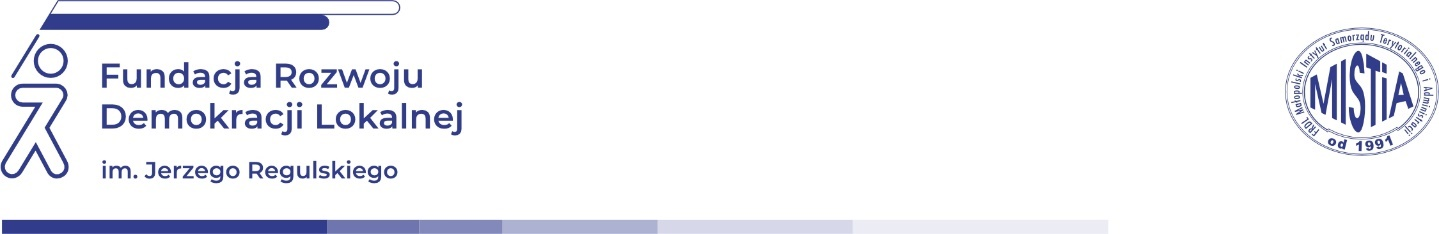 Fundacja Rozwoju
Demokracji Lokalnej
im. Jerzego Regulskiego
FRDL Małopolski Instytut Samorządu Terytorialnego i Administracji
MISTiA
od 1991